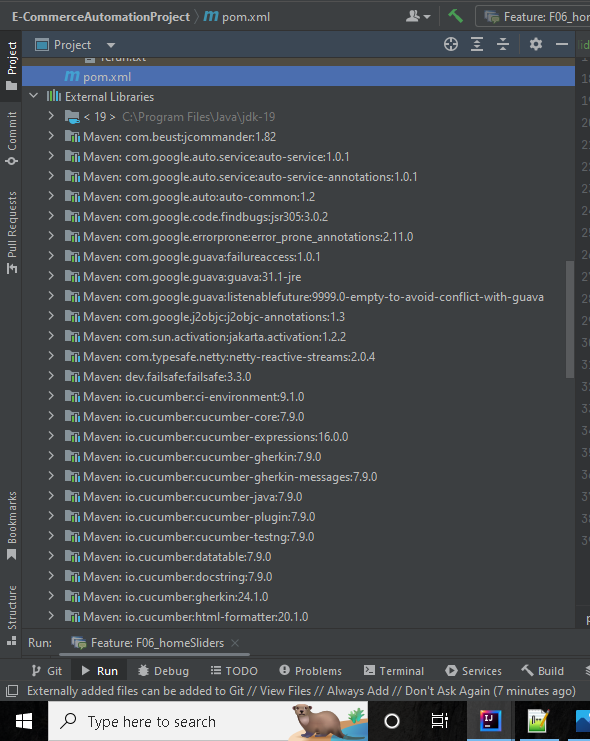 E-CommerceAutomationProject pom.xml Feature: F06_hom
Project
pom.xml
External Libraries
< 19 > C:\Program Files\Java\jdk-19
Maven: com.beust:jcommander:1.82
Maven: com.google.auto.service:auto-service:1.0.1
Maven: com.google.auto.service:auto-service-annotations:1.0.1
Maven: com.google.auto:auto-common:1.2
Maven: com.google.code.findbugs:jsr305:3.0.2
Maven: com.google.errorprone:error_prone_annotations:2.11.0
Maven: com.google.guava:failureaccess:1.0.1
Maven: com.google.guava:guava:31.1-jre
Maven: com.google.guava:listenablefuture:9999.0-empty-to-avoid-conflict-with-guava
Maven: com.google.j2objc:j2objc-annotations:1.3
Maven: com.sun.activation:jakarta.activation:1.2.2
Maven: com.typesafe.netty:netty-reactive-streams:2.0.4
Maven: dev.failsafe:failsafe:3.3.0
Maven: io.cucumber:ci-environment:9.1.0
Maven: io.cucumber:cucumber-core:7.9.0
Maven: io.cucumber:cucumber-expressions:16.0.0
Maven: io.cucumber:cucumber-gherkin:7.9.0
Maven: io.cucumber:cucumber-gherkin-messages:7.9.0
Maven: io.cucumber:cucumber-java:7.9.0
Maven: io.cucumber:cucumber-plugin:7.9.0
Maven: io.cucumber:cucumber-testng:7.9.0
Maven: io.cucumber:datatable:7.9.0
Maven: io.cucumber:docstring:7.9.0
Maven: io.cucumber:gherkin:24.1.0
Maven: io.cucumber:html-formatter:20.1.0
Project
Commit
Pull Requests
Bookmarks
Structure
Run: Feature: F06_homeSliders
Git Run Debug TODO Problems Terminal Services Build
Externally added files can be added to Git // View Files // Always Add // Don't Ask Again (7 minutes ago)
Type here to search